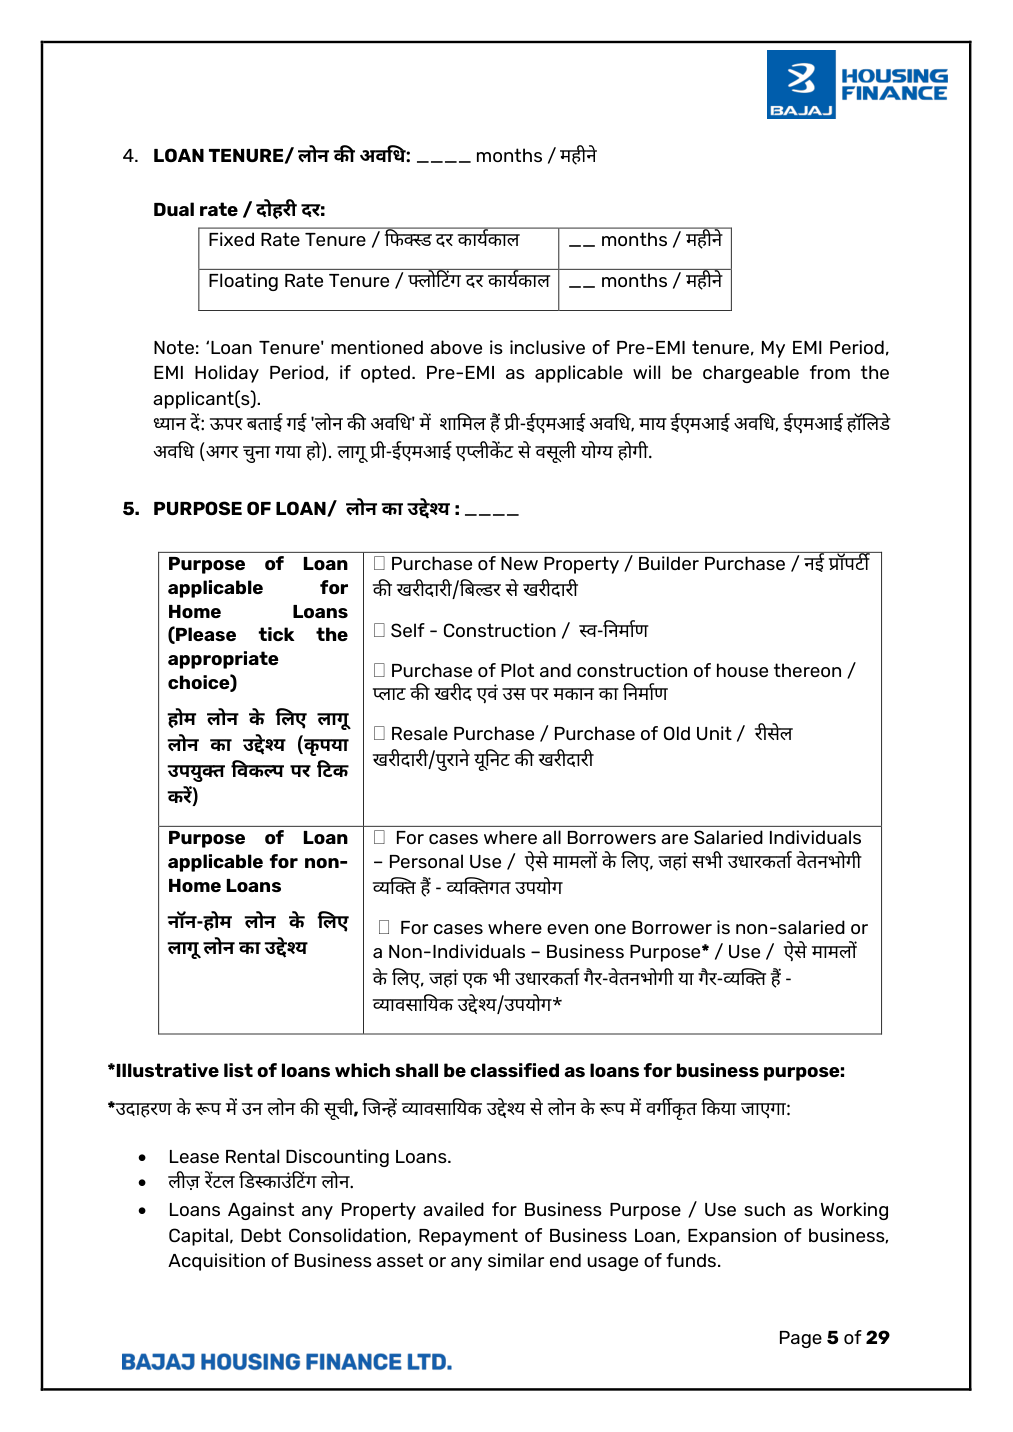 BAJAJ
HOUSING
FINANCE
4. LOAN TENURE/ लोन की अवधि: ____ months / महीने
Dual rate / दोहरी दर:
Fixed Rate Tenure / फिक्स्ड दर कार्यकाल __ months / महीने
Floating Rate Tenure / फ्लोटिंग दर कार्यकाल __ months / महीने
Note: ‘Loan Tenure' mentioned above is inclusive of Pre-EMI tenure, My EMI Period,
EMI Holiday Period, if opted. Pre-EMI as applicable will be chargeable from the
applicant(s).
ध्यान दें: ऊपर बताई गई 'लोन की अवधि' में शामिल हैं प्री-ईएमआई अवधि, माय ईएमआई अवधि, ईएमआई हॉलिडे
अवधि (अगर चुना गया हो). लागू प्री-ईएमआई एप्लीकेंट से वसूली योग्य होगी.
5. PURPOSE OF LOAN/ लोन का उद्देश्य : ____
Purpose of Loan
applicable for
Home Loans
(Please tick the
appropriate
choice)
होम लोन के लिए लागू
लोन का उद्देश्य (कृपया
उपयुक्त विकल्प पर टिक
करें)
□ Purchase of New Property / Builder Purchase / नई प्रॉपर्टी
की खरीदारी/बिल्डर से खरीदारी
□ Self - Construction / स्व-निर्माण
□ Purchase of Plot and construction of house thereon /
प्लाट की खरीद एवं उस पर मकान का निर्माण
□ Resale Purchase / Purchase of Old Unit / रीसेल
खरीदारी/पुराने यूनिट की खरीदारी
Purpose of Loan
applicable for non-
Home Loans
नॉन-होम लोन के लिए
लागू लोन का उद्देश्य
□ For cases where all Borrowers are Salaried Individuals
– Personal Use / ऐसे मामलों के लिए, जहां सभी उधारकर्ता वेतनभोगी
व्यक्ति हैं - व्यक्तिगत उपयोग
□ For cases where even one Borrower is non-salaried or
a Non-Individuals – Business Purpose* / Use / ऐसे मामलों
के लिए, जहां एक भी उधारकर्ता गैर-वेतनभोगी या गैर-व्यक्ति हैं -
व्यावसायिक उद्देश्य/उपयोग*
*Illustrative list of loans which shall be classified as loans for business purpose:
*उदाहरण के रूप में उन लोन की सूची, जिन्हें व्यावसायिक उद्देश्य से लोन के रूप में वर्गीकृत किया जाएगा:
• Lease Rental Discounting Loans.
• लीज़ रेंटल डिस्काउंटिंग लोन.
• Loans Against any Property availed for Business Purpose / Use such as Working
Capital, Debt Consolidation, Repayment of Business Loan, Expansion of business,
Acquisition of Business asset or any similar end usage of funds.
Page 5 of 29
BAJAJ HOUSING FINANCE LTD.